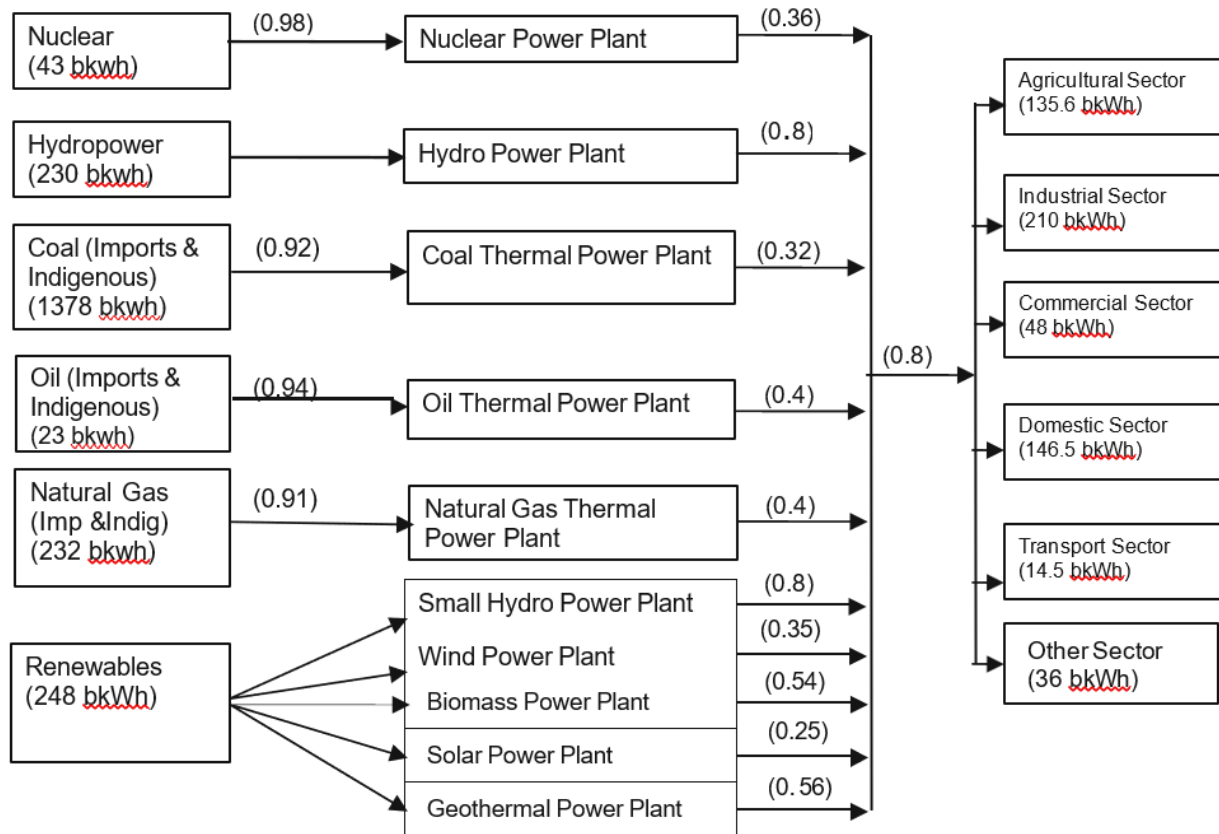 Nuclear
(43 bkwh)
(0.98)
Nuclear Power Plant
(0.36)
Hydropower
(230 bkwh)
Hydro Power Plant
(0.8)
Coal (Imports &
Indigenous)
(1378 bkwh)
(0.92)
Coal Thermal Power Plant
(0.32)
Oil (Imports &
Indigenous)
(23 bkwh)
(0.94)
Oil Thermal Power Plant
(0.4)
Natural Gas
(Imp &Indig)
(232 bkwh)
(0.91)
Natural Gas Thermal
Power Plant
(0.4)
Renewables
(248 bkWh)
Small Hydro Power Plant
(0.8)
Wind Power Plant
(0.35)
Biomass Power Plant
(0.54)
Solar Power Plant
(0.25)
Geothermal Power Plant
(0.56)
(0.8)
Agricultural Sector
(135.6 bkWh)
Industrial Sector
(210 bkWh)
Commercial Sector
(48 bkWh)
Domestic Sector
(146.5 bkWh)
Transport Sector
(14.5 bkWh)
Other Sector
(36 bkWh)